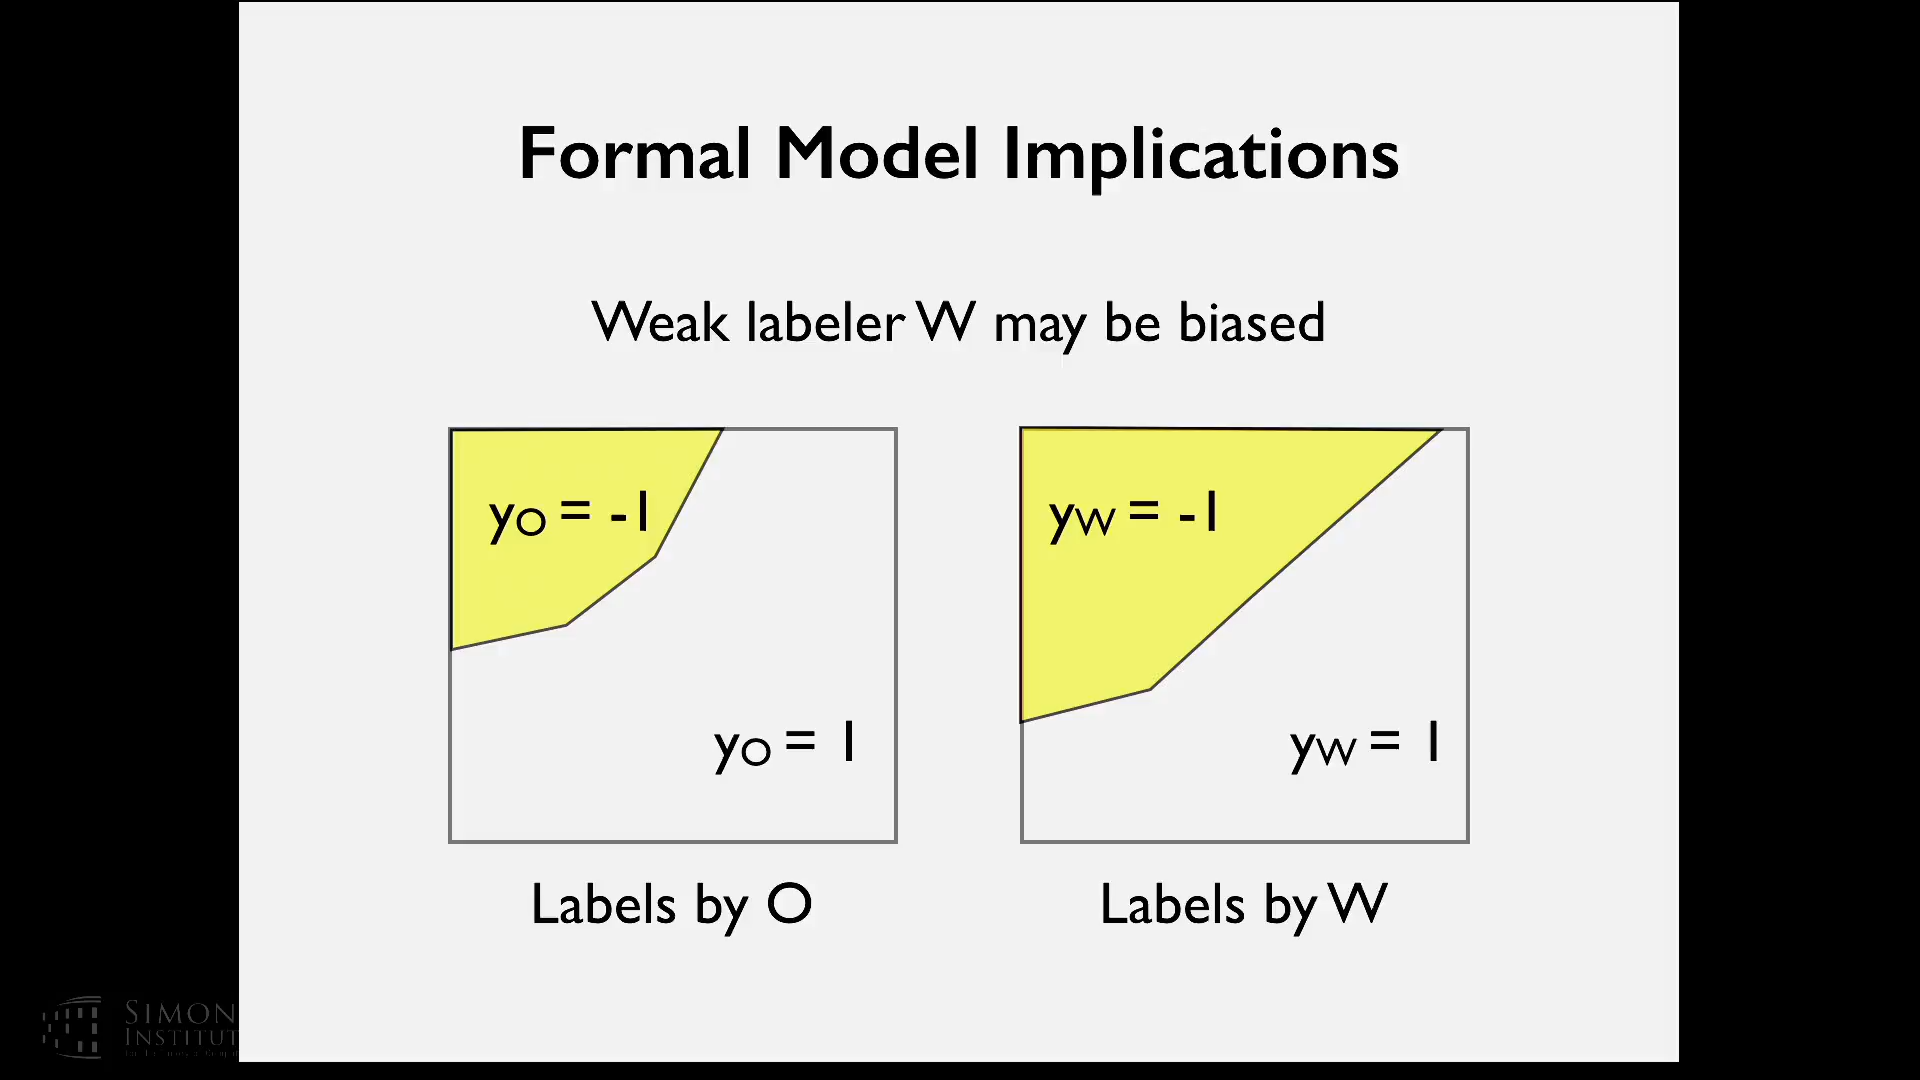 Formal Model Implications
Weak labeler W may be biased
yO = -1
yW = -1
yO = 1
yW = 1
Labels by O
Labels by W
SIMON
INSTITUT